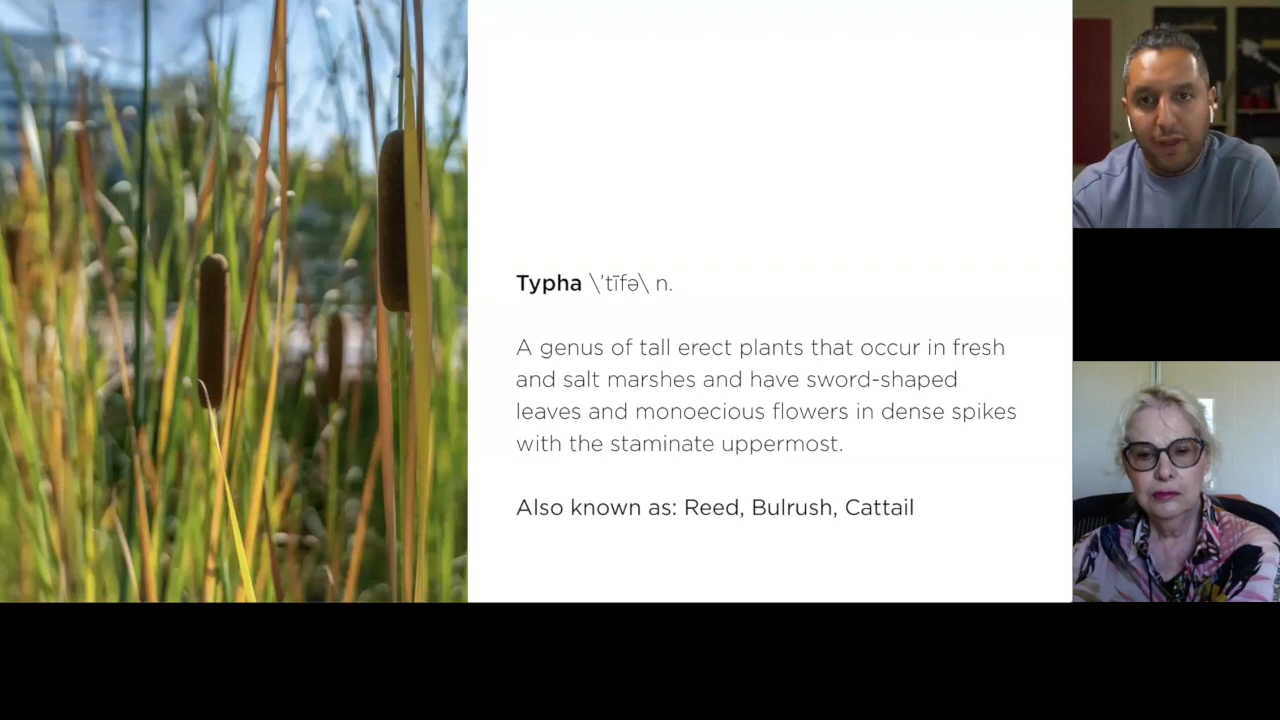 Typha \'tīfə\ n.
A genus of tall erect plants that occur in fresh
and salt marshes and have sword-shaped
leaves and monoecious flowers in dense spikes
with the staminate uppermost.
Also known as: Reed, Bulrush, Cattail